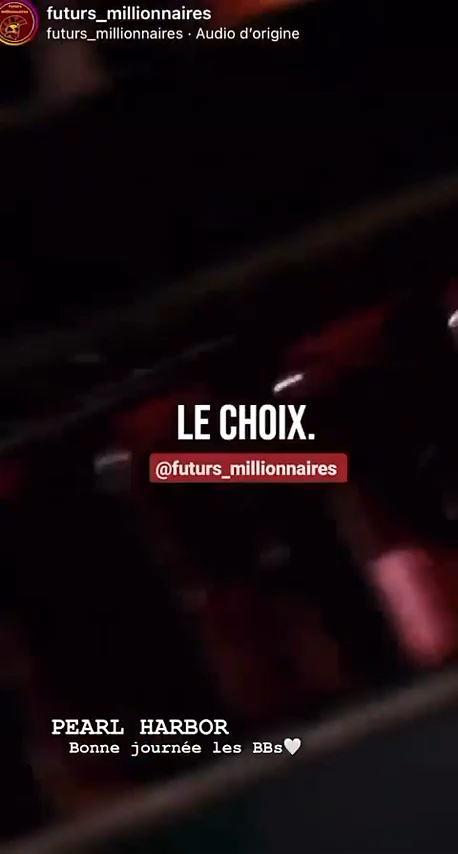 futurs_millionnaires
futurs_millionnaires · Audio d'origine
LE CHOIX.
@futurs_millionnaires
PEARL HARBOR
Bonne journée les BBs🤍